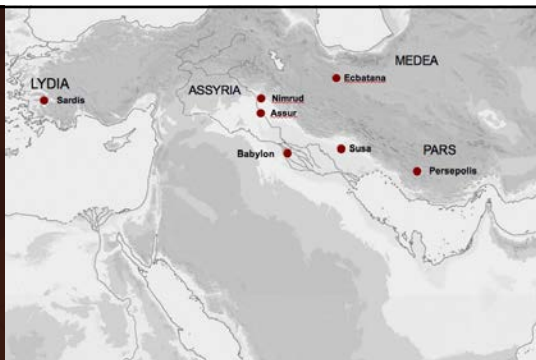 MEDEA
Ecbatana
LYDIA
Sardis
ASSYRIA
Nimrud
Assur
Babylon
Susa
PARS
Persepolis